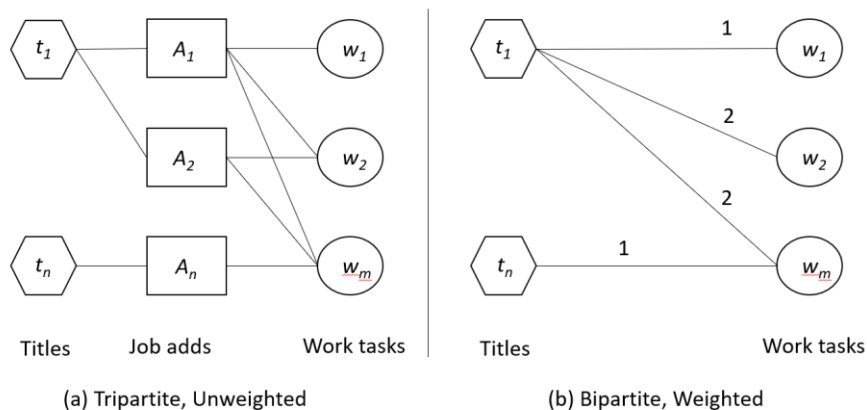 t1 A1 w1 t1 1 w1
A2 w2 2 w2
2
tn An wm tn 1 wm
Titles Job adds Work tasks Titles Work tasks
(a) Tripartite, Unweighted (b) Bipartite, Weighted